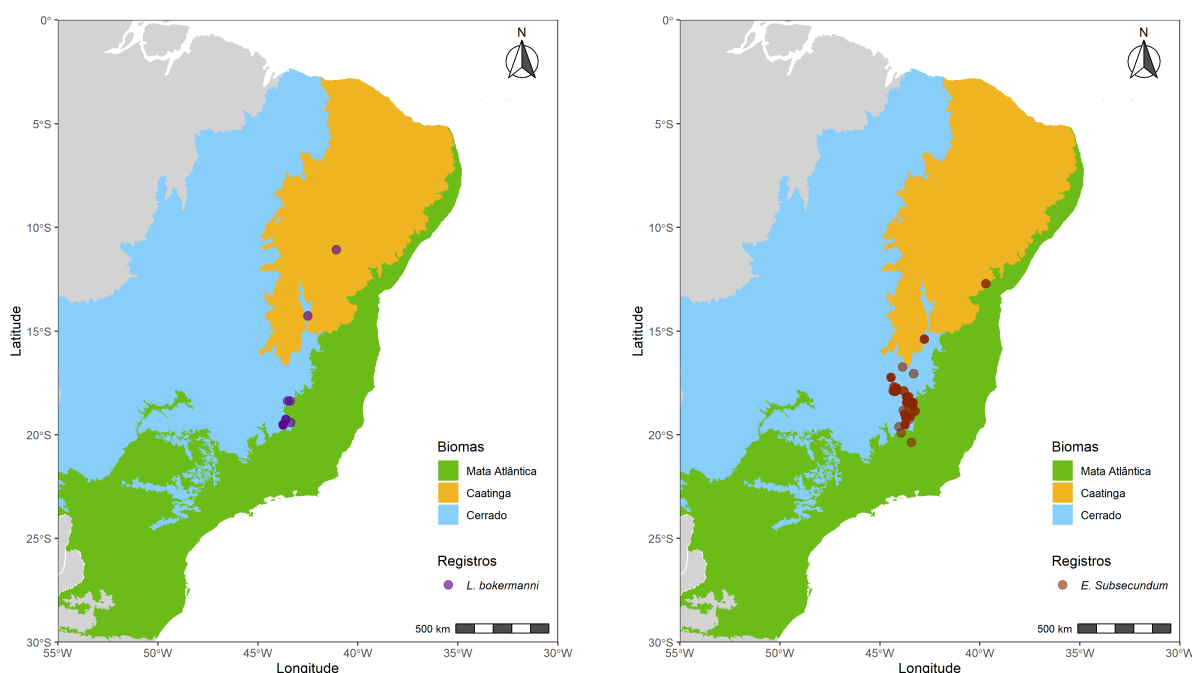 N
0°
5°S
10°S
15°S
20°S
25°S
30°S
Latitude
55°W
50°W
45°W
40°W
35°W
30°W
Longitude
Biomas
Mata Atlântica
Caatinga
Cerrado
Registros
L. bokermanni
500 km
N
0°
5°S
10°S
15°S
20°S
25°S
30°S
Latitude
55°W
50°W
45°W
40°W
35°W
30°W
Longitude
Biomas
Mata Atlântica
Caatinga
Cerrado
Registros
E. Subsecundum
500 km